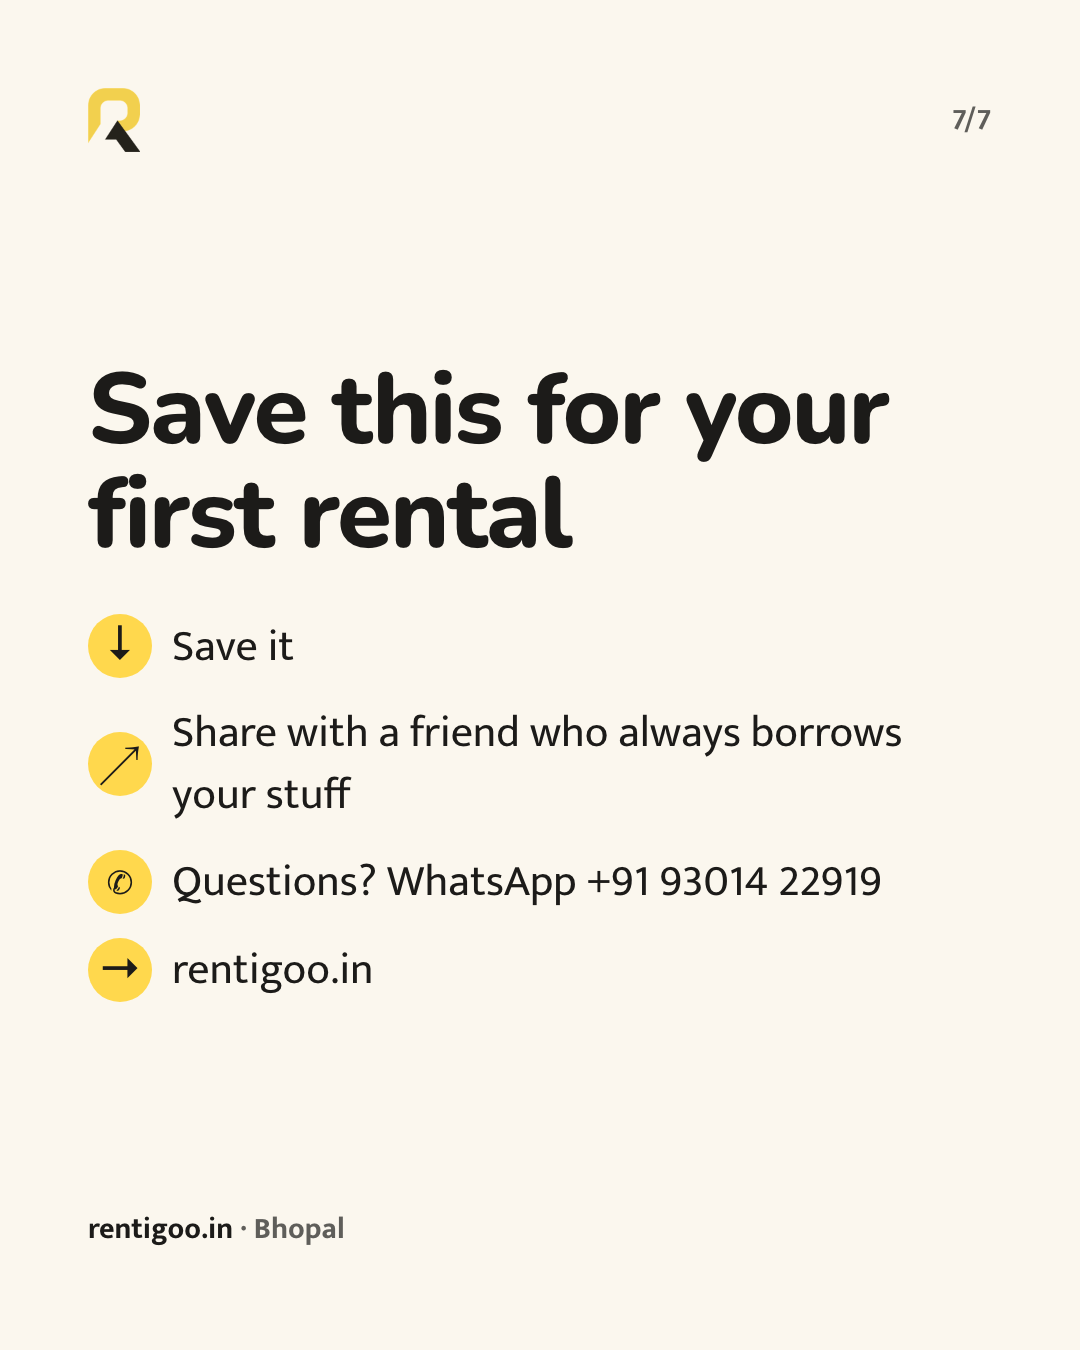 7/7
Save this for your
first rental
↓ Save it
↗ Share with a friend who always borrows
your stuff
✆ Questions? WhatsApp +91 93014 22919
→ rentigoo.in
rentigoo.in · Bhopal